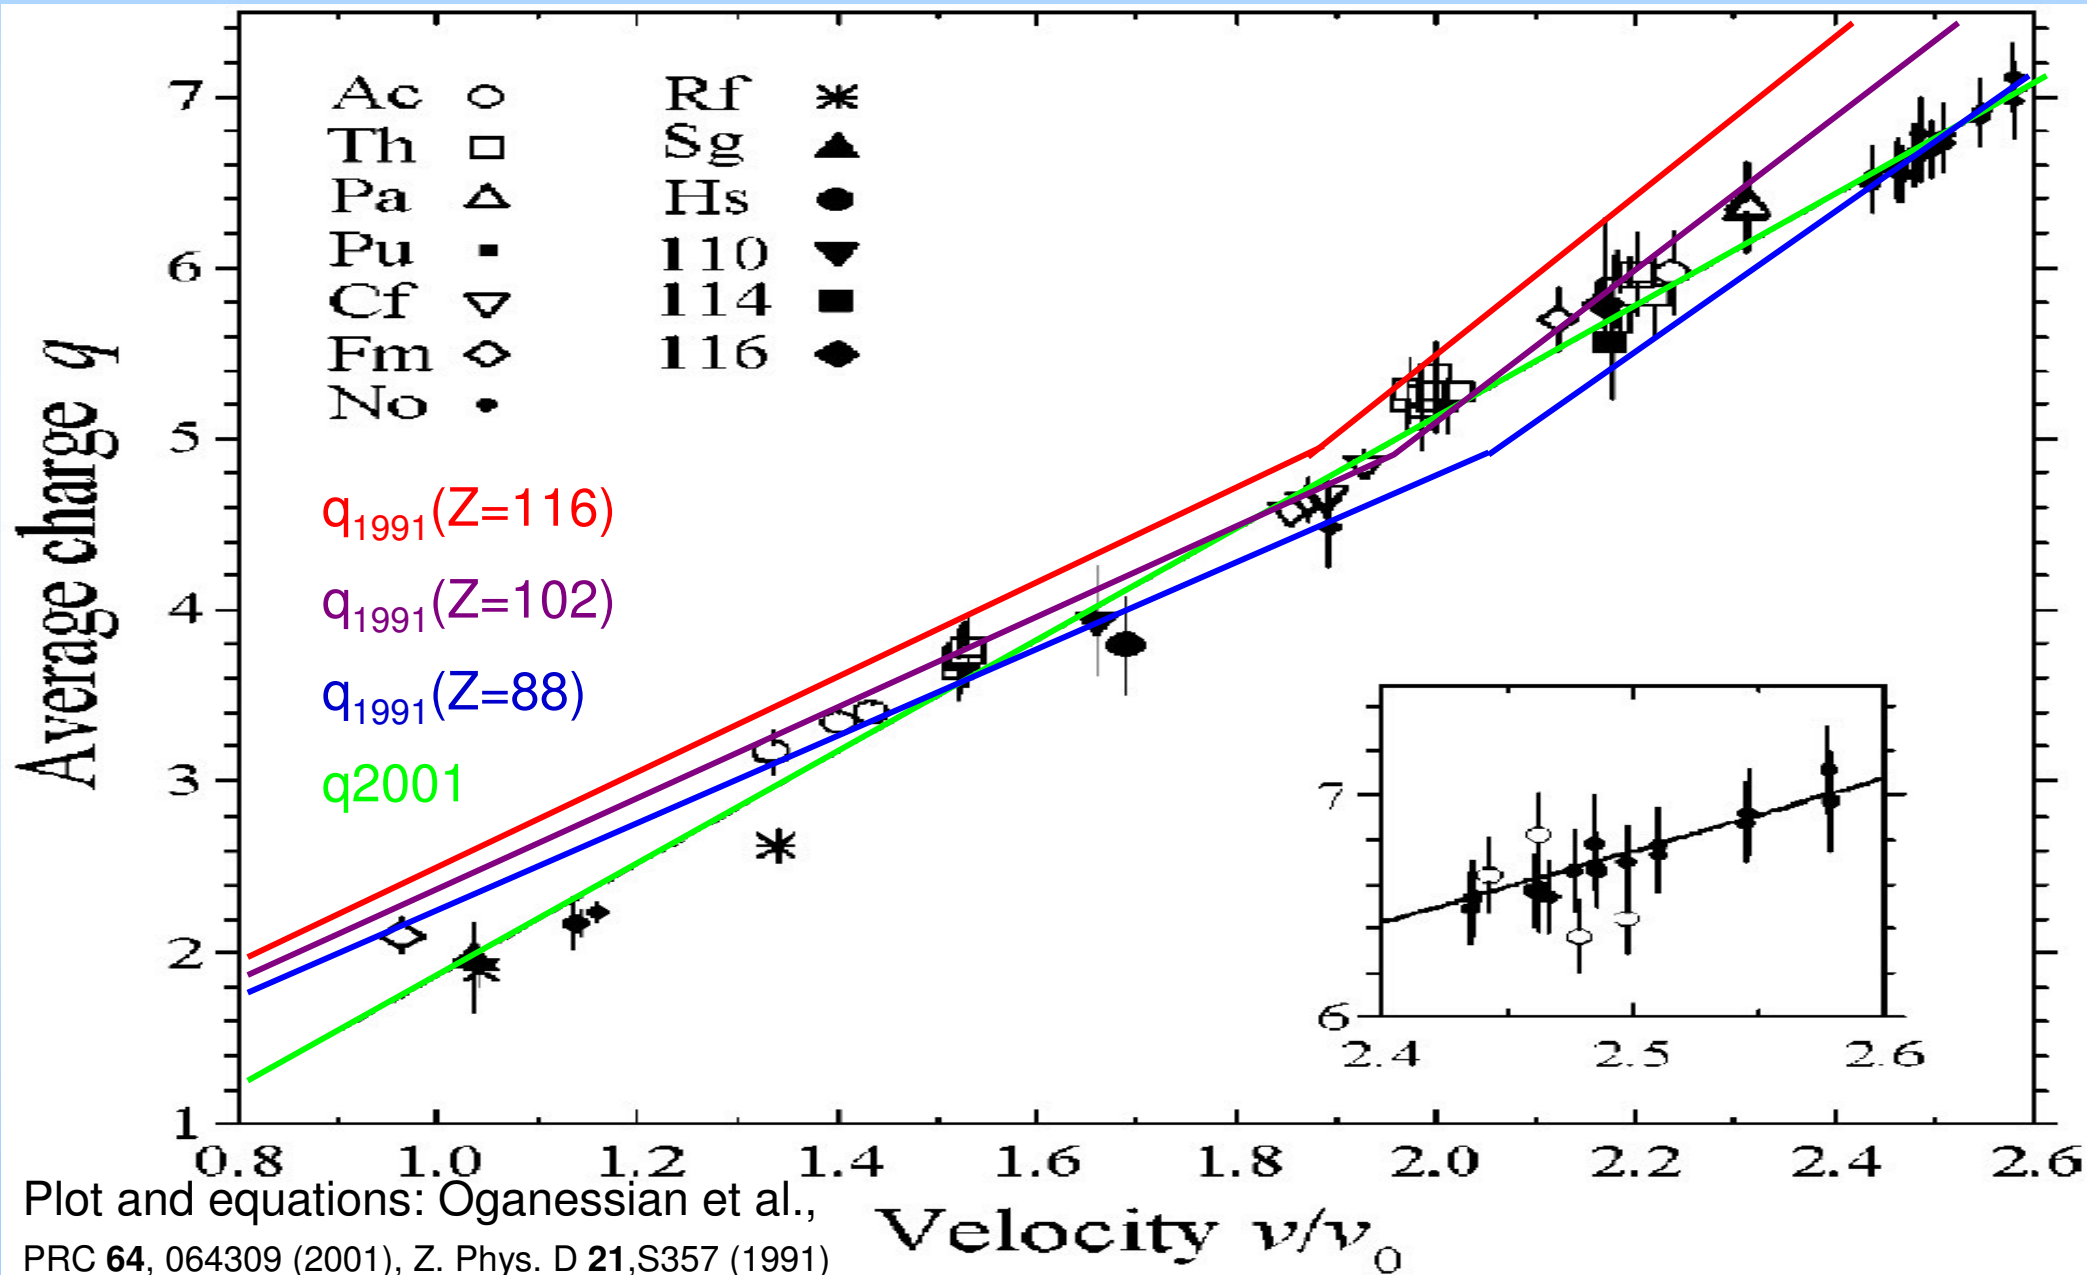 Average charge q
7
6
5
4
3
2
1
Ac
Th
Pa
Pu
Cf
Fm
No
Rf
Sg
Hs
110
114
116
q1991(Z=116)
q1991(Z=102)
q1991(Z=88)
q2001
7
6
2.4 2.5 2.6
0.8 1.0 1.2 1.4 1.6 1.8 2.0 2.2 2.4 2.6
Velocity v/v0
Plot and equations: Oganessian et al.,
PRC 64, 064309 (2001), Z. Phys. D 21,S357 (1991)